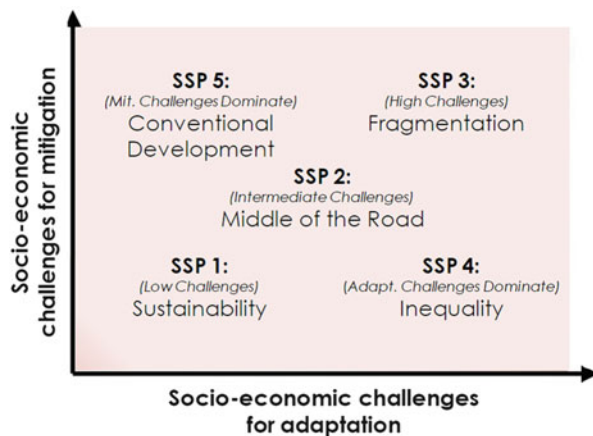 Socio-economic
challenges for mitigation
SSP 5:
(Mit. Challenges Dominate)
Conventional
Development
SSP 3:
(High Challenges)
Fragmentation
SSP 2:
(Intermediate Challenges)
Middle of the Road
SSP 1:
(Low Challenges)
Sustainability
SSP 4:
(Adapt. Challenges Dominate)
Inequality
Socio-economic challenges
for adaptation